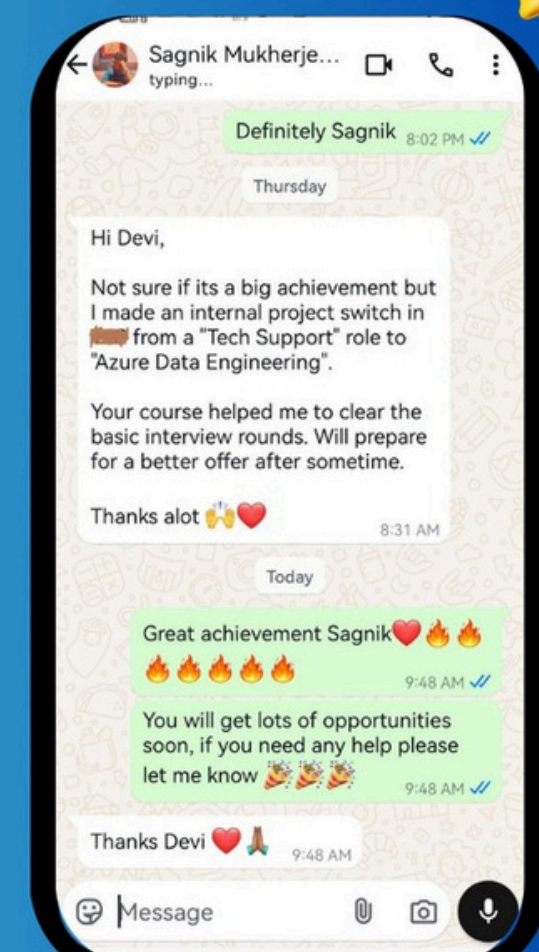 Sagnik Mukherje...
typing...
Definitely Sagnik 8:02 PM
Thursday
Hi Devi,
Not sure if its a big achievement but
I made an internal project switch in
from a "Tech Support" role to
"Azure Data Engineering".
Your course helped me to clear the
basic interview rounds. Will prepare
for a better offer after sometime.
Thanks alot 🙌❤️
8:31 AM
Today
Great achievement Sagnik❤️🔥🔥
🔥🔥🔥🔥🔥
9:48 AM
You will get lots of opportunities
soon, if you need any help please
let me know 🎉🎉🎉
9:48 AM
Thanks Devi ❤️🙏🏾 9:48 AM
Message